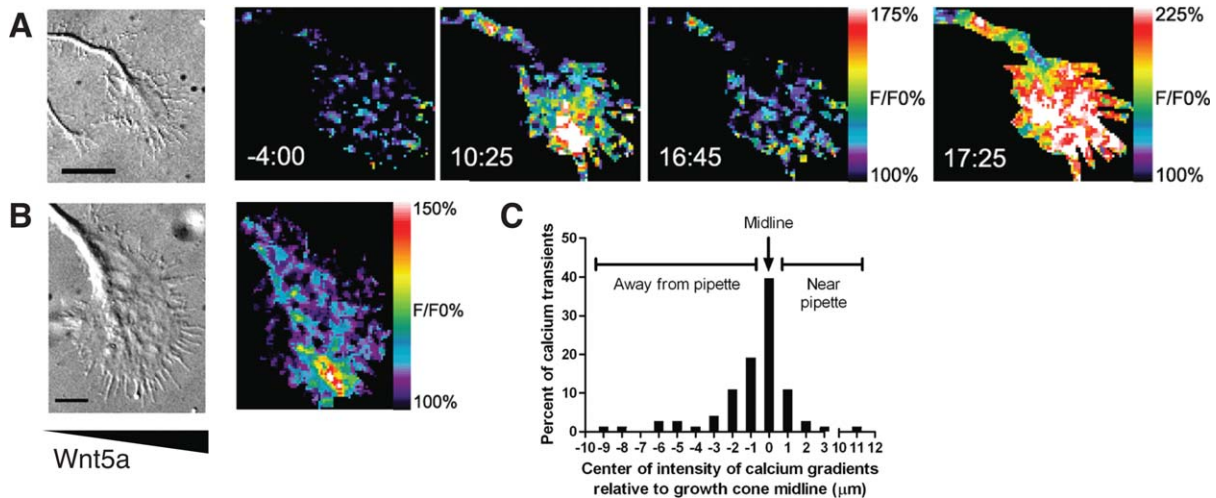 A
-4:00
10:25
16:45
175%
F/F0%
100%
17:25
225%
F/F0%
100%
B
150%
F/F0%
100%
Wnt5a
C
Midline
Away from pipette
Near
pipette
Percent of calcium transients
50
40
30
20
10
0
-10 -9 -8 -7 -6 -5 -4 -3 -2 -1 0 1 2 3 10 11 12
Center of intensity of calcium gradients
relative to growth cone midline (μm)